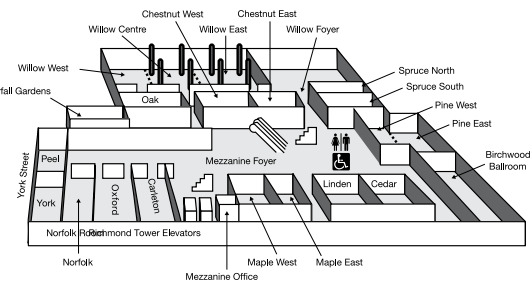 Chestnut West
Chestnut East
Willow Centre
Willow East
Willow Foyer
Willow West
Spruce North
Spruce South
fall Gardens
Oak
Pine West
Pine East
York Street
Peel
Mezzanine Foyer
Birchwood
Ballroom
York
Oxford
Carleton
Linden
Cedar
Norfolk Room
Richmond Tower Elevators
Norfolk
Maple West
Maple East
Mezzanine Office